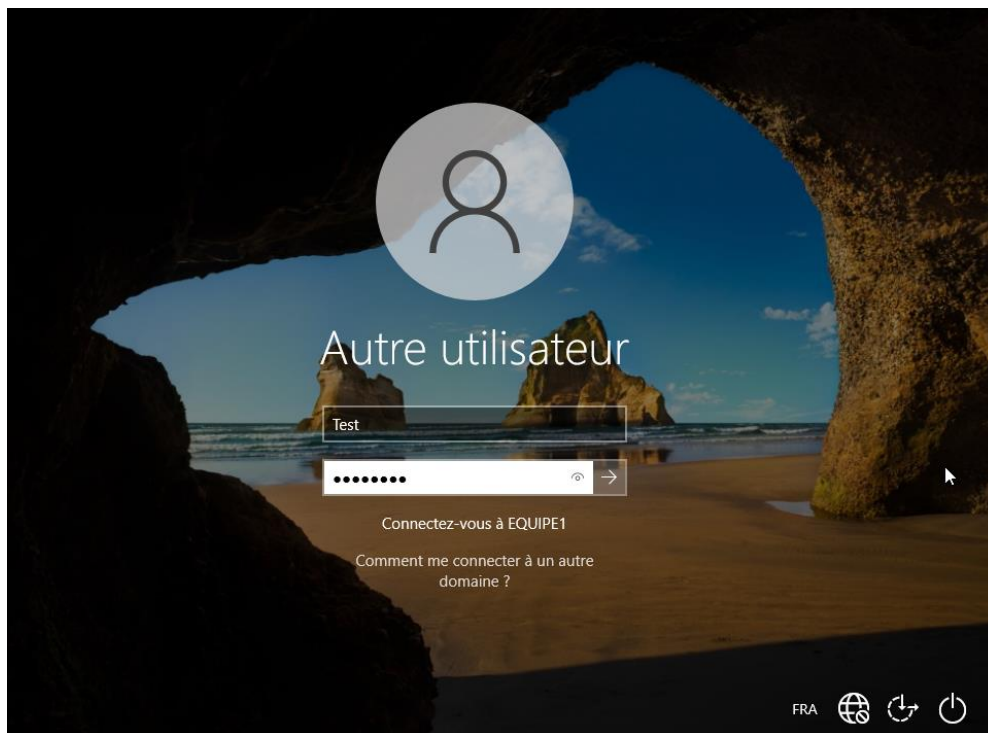 Autre utilisateur
Test
••••••••
Connectez-vous à EQUIPE1
Comment me connecter à un autre
domaine ?
FRA